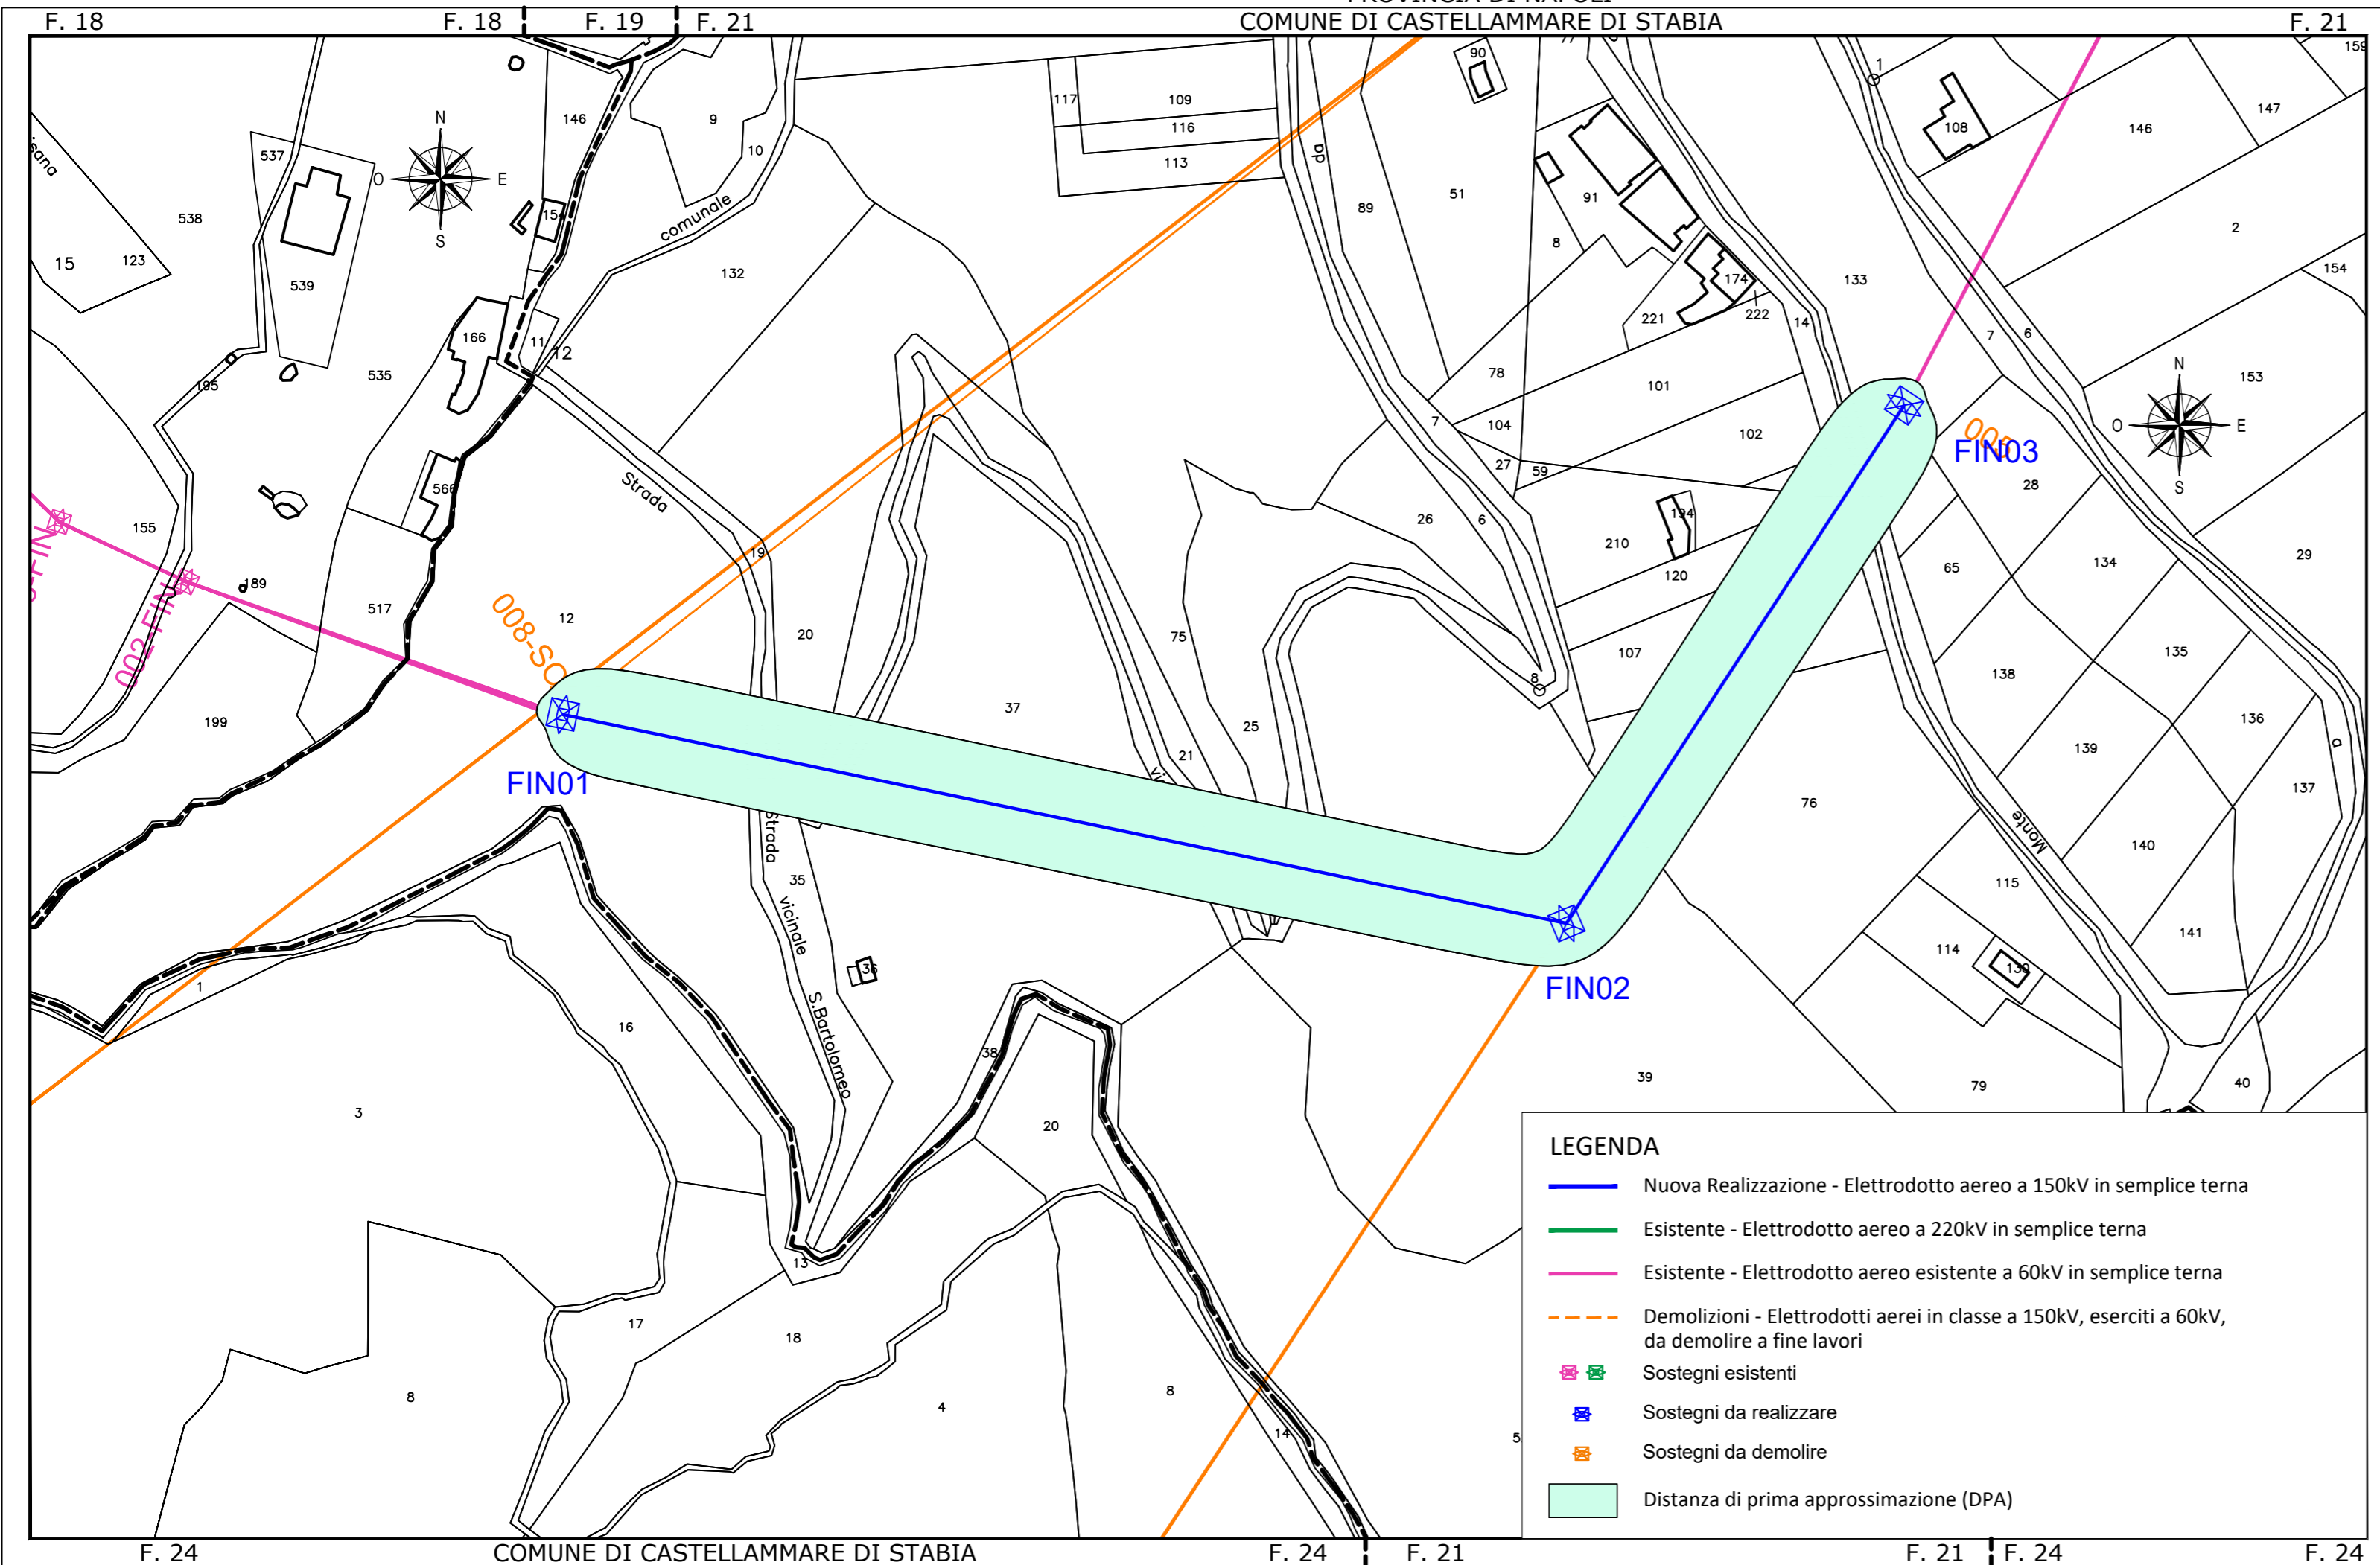 COMUNE DI CASTELLAMMARE DI STABIA
F. 18
F. 18
F. 19
F. 21
F. 21
90
1
159
117
109
116
113
9
10
146
108
146
147
537
N
O
E
S
comunale
89
51
91
8
2
538
154
15
123
539
132
133
154
174
222
221
14
166
11
12
7
6
535
195
78
101
N
O
E
S
153
7
104
102
005
FIN03
28
566
Strada
27
59
26
6
194
155
19
210
134
29
120
65
189
002-FIN
517
008-SO
12
20
75
107
135
138
8
199
37
25
136
139
21
a
FIN01
137
76
Strada
Monte
140
35
115
vicinale
141
114
130
36
FIN02
1
S.Bartolomeo
16
38
39
79
40
3
20
13
17
18
8
4
8
14
5
LEGENDA
Nuova Realizzazione - Elettrodotto aereo a 150kV in semplice terna
Esistente - Elettrodotto aereo a 220kV in semplice terna
Esistente - Elettrodotto aereo esistente a 60kV in semplice terna
Demolizioni - Elettrodotti aerei in classe a 150kV, eserciti a 60kV,
da demolire a fine lavori
Sostegni esistenti
Sostegni da realizzare
Sostegni da demolire
Distanza di prima approssimazione (DPA)
F. 24
COMUNE DI CASTELLAMMARE DI STABIA
F. 24
F. 21
F. 21
F. 24
F. 24